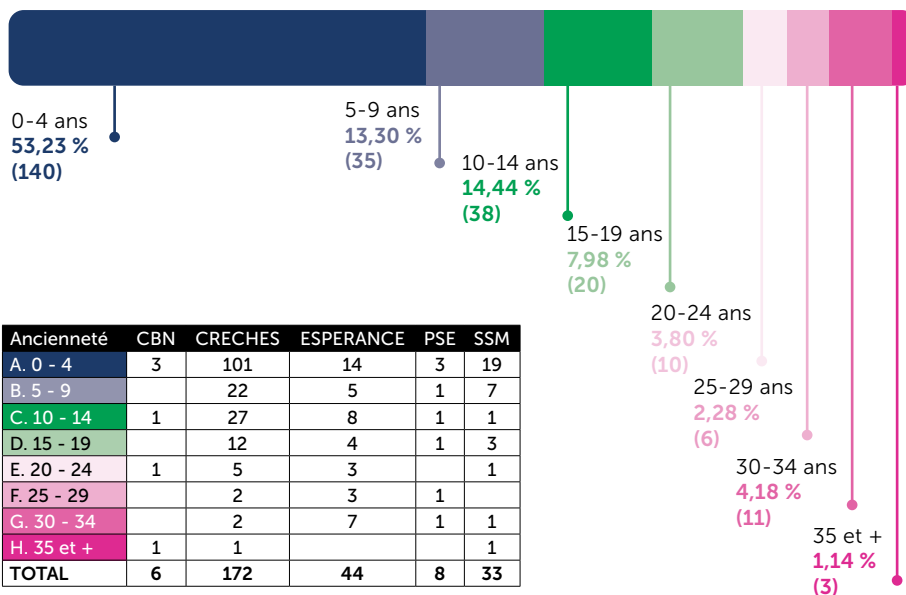 0-4 ans
53,23 %
(140)
5-9 ans
13,30 %
(35)
10-14 ans
14,44 %
(38)
15-19 ans
7,98 %
(20)
20-24 ans
3,80 %
(10)
25-29 ans
2,28 %
(6)
30-34 ans
4,18 %
(11)
35 et +
1,14 %
(3)
Ancienneté CBN CRECHES ESPERANCE PSE SSM
A. 0 - 4 3 101 14 3 19
B. 5 - 9 22 5 1 7
C. 10 - 14 1 27 8 1 1
D. 15 - 19 12 4 1 3
E. 20 - 24 1 5 3 1
F. 25 - 29 2 3 1
G. 30 - 34 2 7 1 1
H. 35 et + 1 1 1
TOTAL 6 172 44 8 33